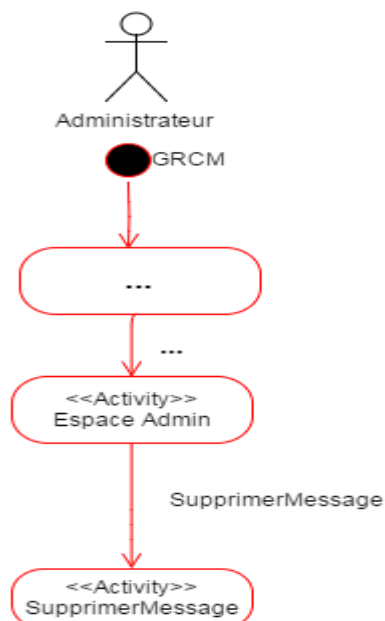 Administrateur
GRCM
...
...
<<Activity>>
Espace Admin
SupprimerMessage
<<Activity>>
SupprimerMessage